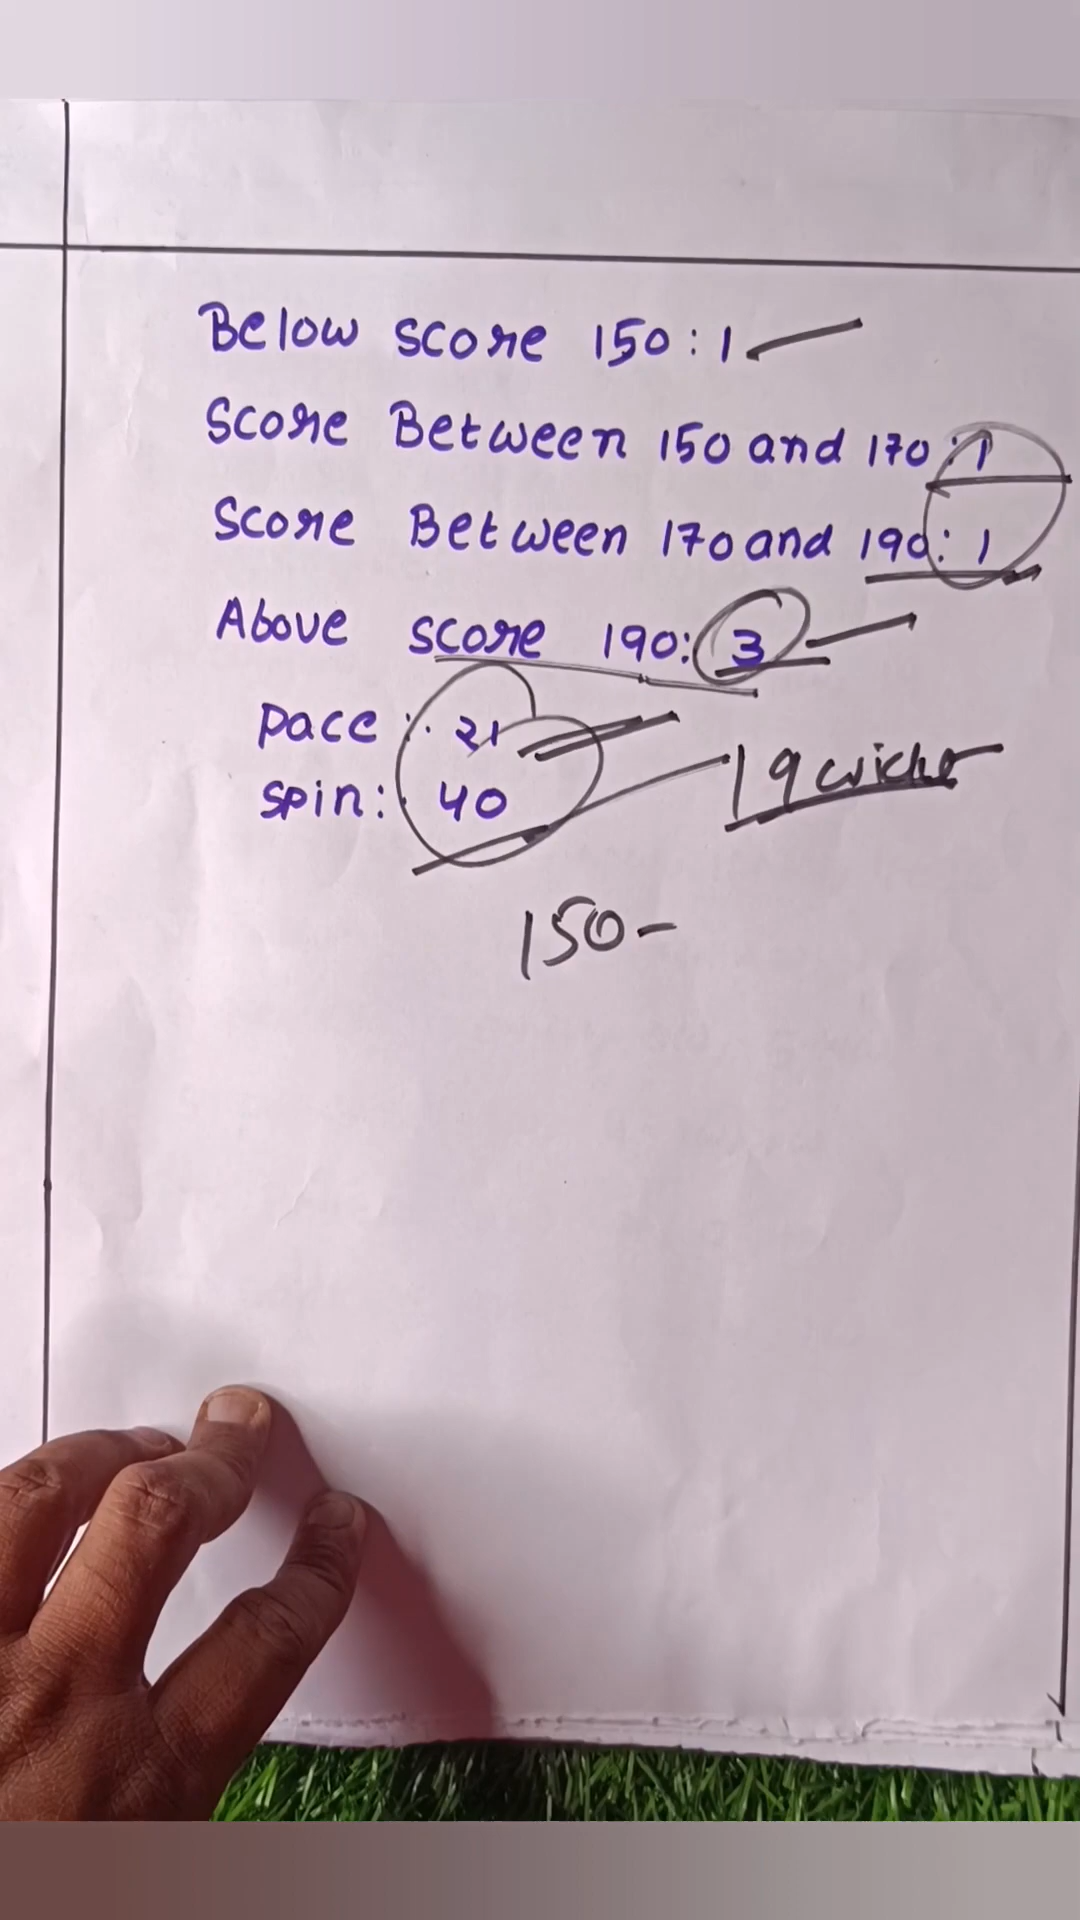 Below score 150 : 1
Score Between 150 and 170 : 1
Score Between 170 and 190 : 1
Above score 190 : 3
Pace : 21
Spin : 40
19 wicket
150-